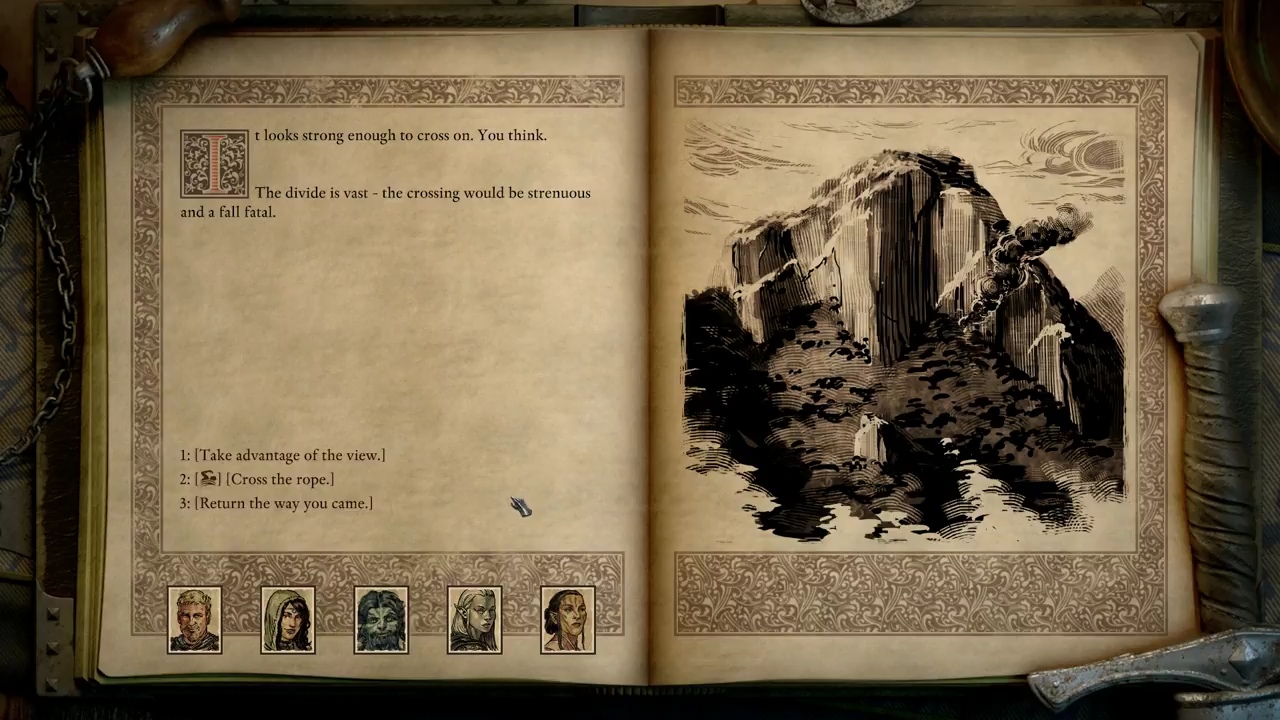 It looks strong enough to cross on. You think.
The divide is vast - the crossing would be strenuous
and a fall fatal.
1: [Take advantage of the view.]
2: [] [Cross the rope.]
3: [Return the way you came.]